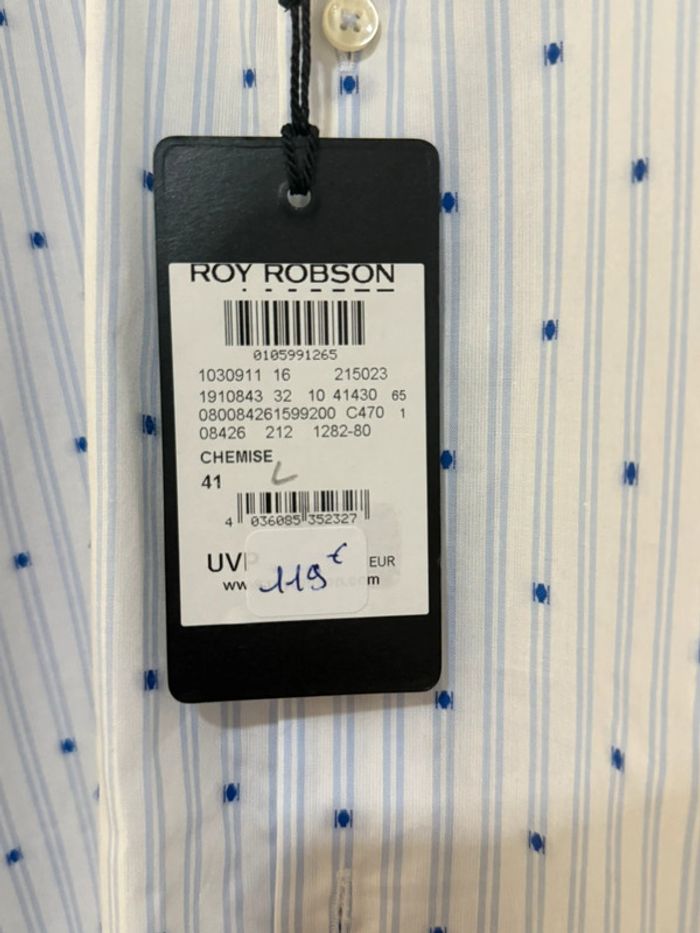 ROY ROBSON
0105991265
1030911 16 215023
1910843 32 10 41430 65
080084261599200 C470 1
08426 212 1282-80
CHEMISE
41 L
4 036085 352327
UVP EUR
119 €